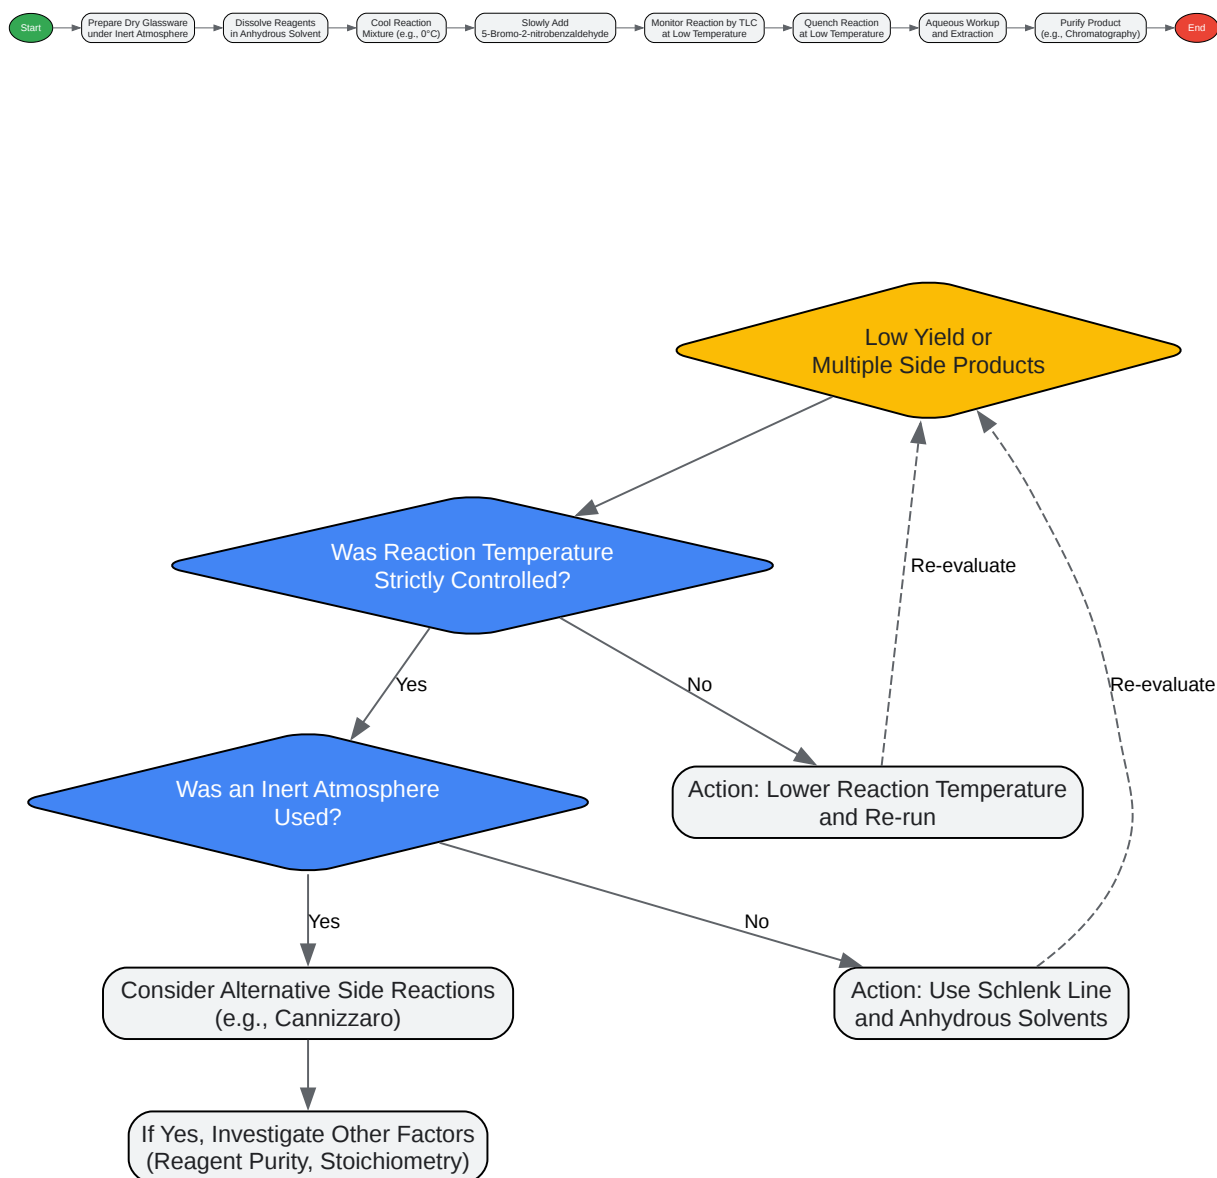 Start
Prepare Dry Glassware
under Inert Atmosphere
Dissolve Reagents
in Anhydrous Solvent
Cool Reaction
Mixture (e.g., 0°C)
Slowly Add
5-Bromo-2-nitrobenzaldehyde
Monitor Reaction by TLC
at Low Temperature
Quench Reaction
at Low Temperature
Aqueous Workup
and Extraction
Purify Product
(e.g., Chromatography)
End
Low Yield or
Multiple Side Products
Was Reaction Temperature
Strictly Controlled?
Re-evaluate
Yes
No
Re-evaluate
Was an Inert Atmosphere
Used?
Action: Lower Reaction Temperature
and Re-run
Yes
No
Consider Alternative Side Reactions
(e.g., Cannizzaro)
Action: Use Schlenk Line
and Anhydrous Solvents
If Yes, Investigate Other Factors
(Reagent Purity, Stoichiometry)